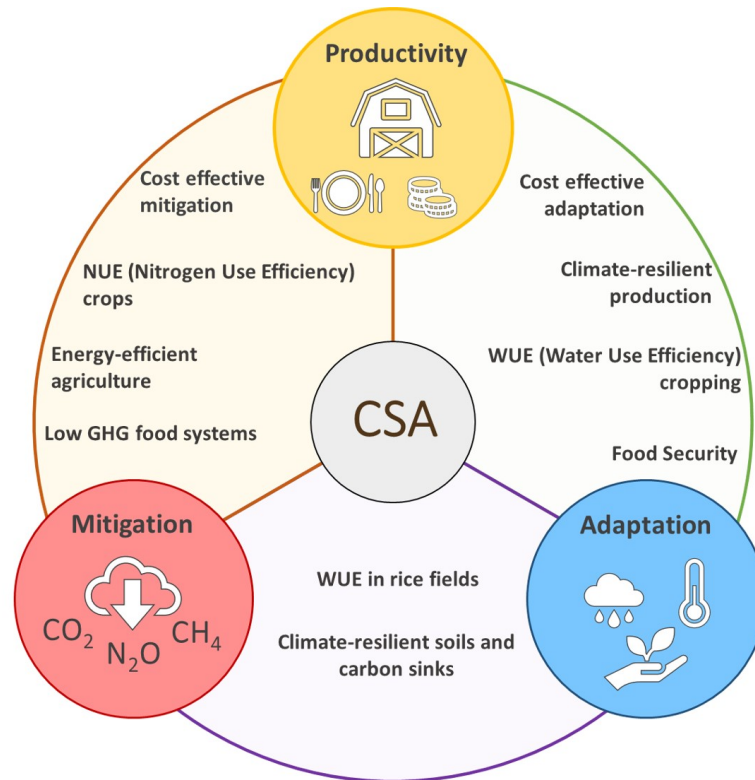 Productivity
Cost effective
mitigation
NUE (Nitrogen Use Efficiency)
crops
Energy-efficient
agriculture
Low GHG food systems
Cost effective
adaptation
Climate-resilient
production
WUE (Water Use Efficiency)
cropping
Food Security
CSA
Mitigation
CO₂
N₂O
CH₄
WUE in rice fields
Climate-resilient soils and
carbon sinks
Adaptation